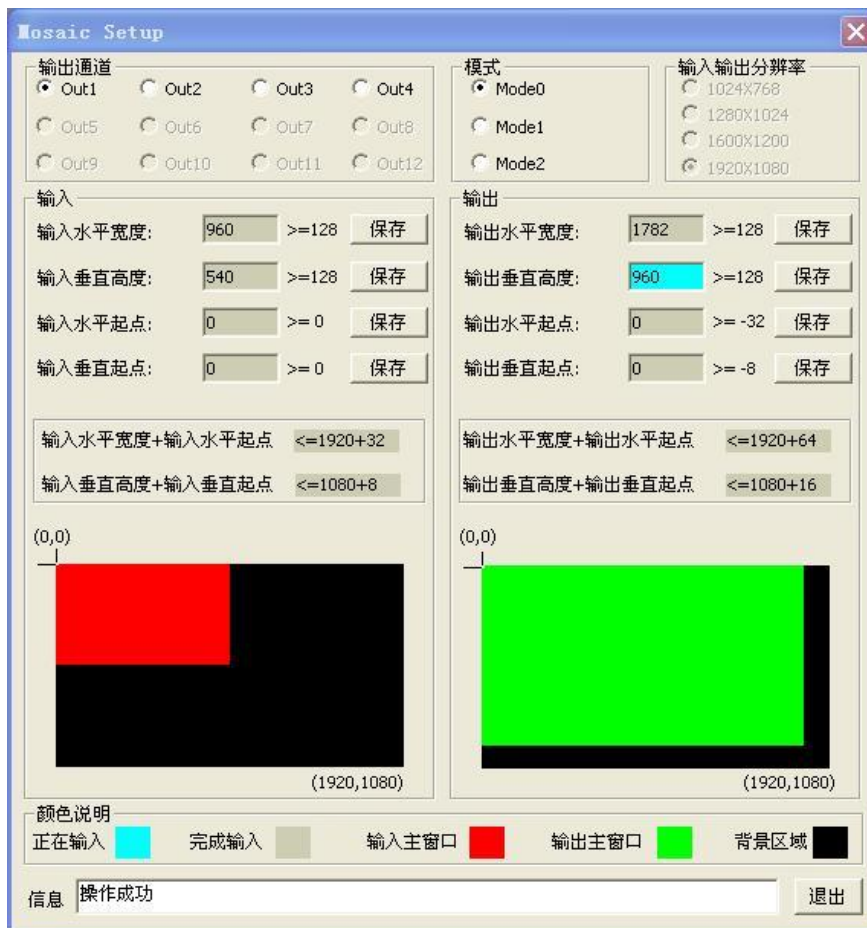 Mosaic Setup
输出通道
Out1 Out2 Out3 Out4
Out5 Out6 Out7 Out8
Out9 Out10 Out11 Out12
模式
Mode0
Mode1
Mode2
输入输出分辨率
1024X768
1280X1024
1600X1200
1920X1080
输入
输入水平宽度: 960 >=128 保存
输入垂直高度: 540 >=128 保存
输入水平起点: 0 >= 0 保存
输入垂直起点: 0 >= 0 保存
输入水平宽度+输入水平起点 <=1920+32
输入垂直高度+输入垂直起点 <=1080+8
(0,0)
(1920,1080)
输出
输出水平宽度: 1782 >=128 保存
输出垂直高度: 960 >=128 保存
输出水平起点: 0 >= -32 保存
输出垂直起点: 0 >= -8 保存
输出水平宽度+输出水平起点 <=1920+64
输出垂直高度+输出垂直起点 <=1080+16
(0,0)
(1920,1080)
颜色说明
正在输入 完成输入 输入主窗口 输出主窗口 背景区域
信息 操作成功 退出